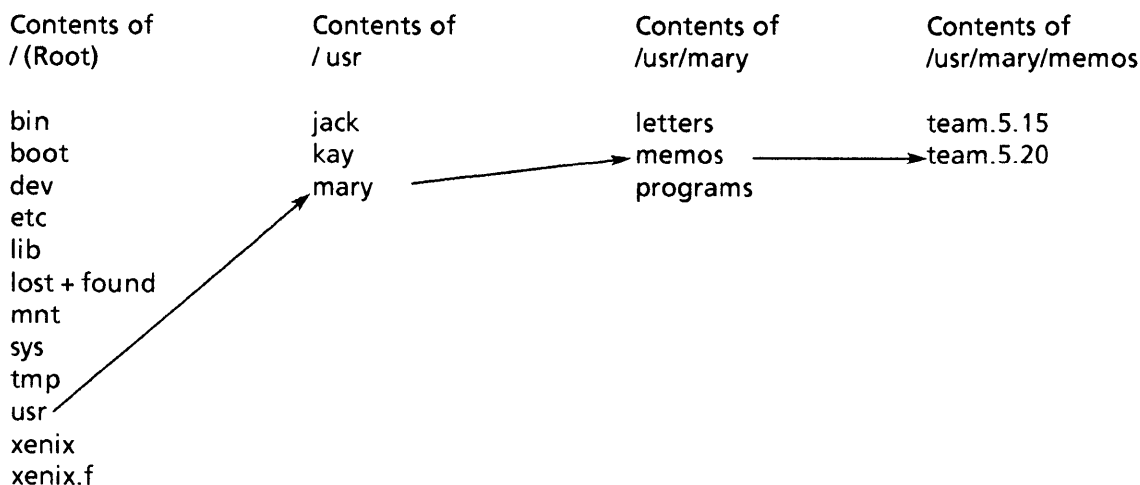 Contents of
/ (Root)
bin
boot
dev
etc
lib
lost + found
mnt
sys
tmp
usr
xenix
xenix.f
Contents of
/ usr
jack
kay
mary
Contents of
/usr/mary
letters
memos
programs
Contents of
/usr/mary/memos
team.5.15
team.5.20